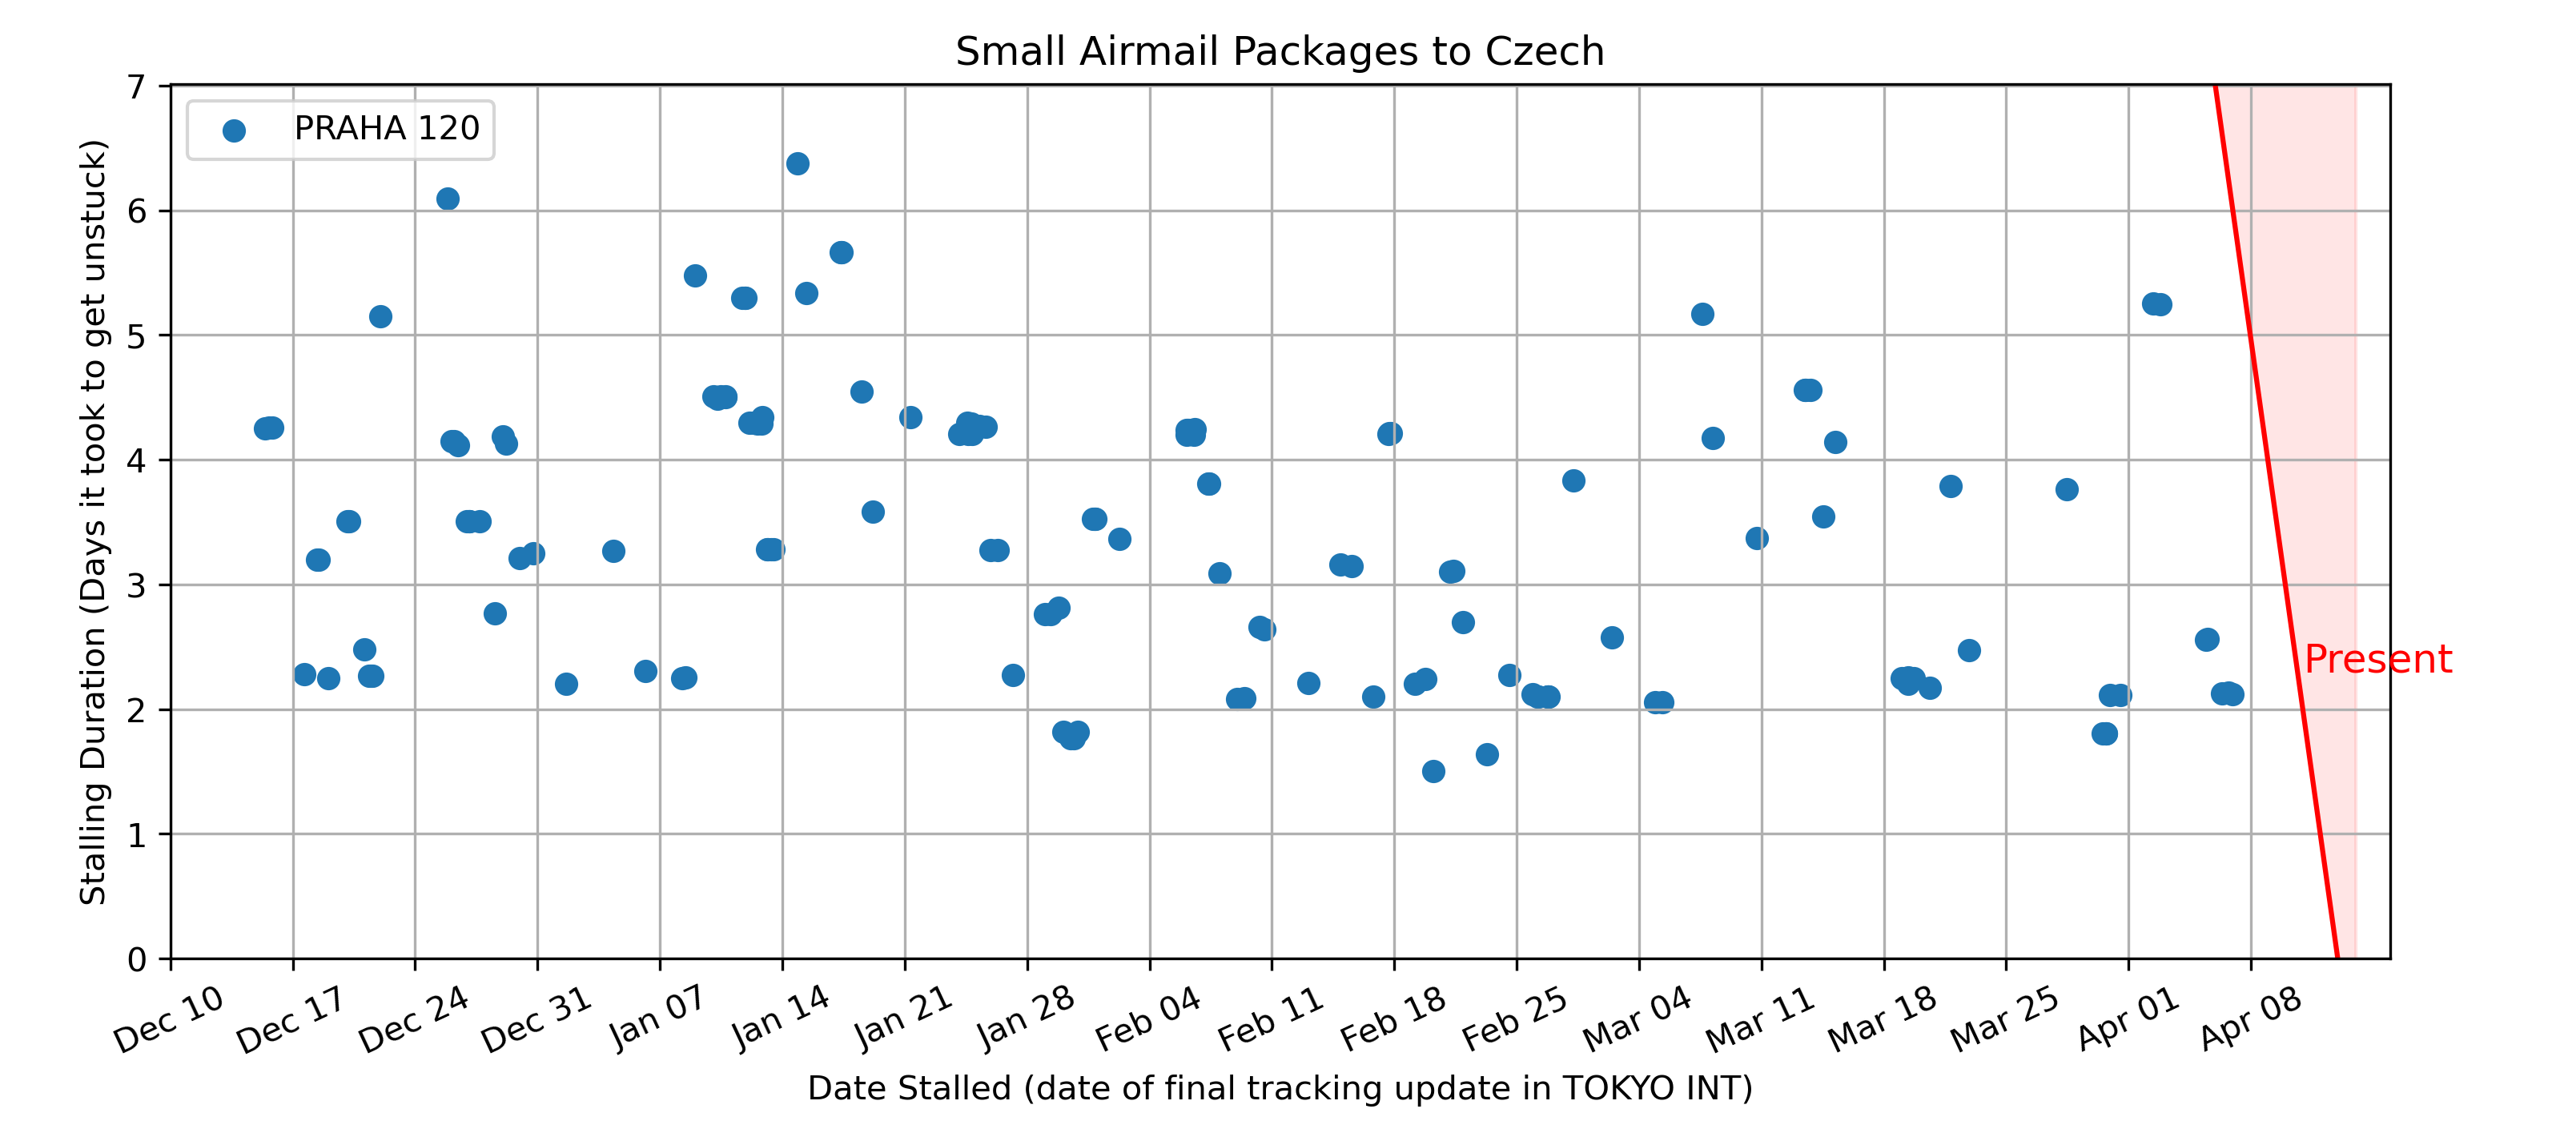 Small Airmail Packages to Czech
PRAHA 120
Stalling Duration (Days it took to get unstuck)
7
6
5
4
3
2
1
0
Present
Dec 10
Dec 17
Dec 24
Dec 31
Jan 07
Jan 14
Jan 21
Jan 28
Feb 04
Feb 11
Feb 18
Feb 25
Mar 04
Mar 11
Mar 18
Mar 25
Apr 01
Apr 08
Date Stalled (date of final tracking update in TOKYO INT)